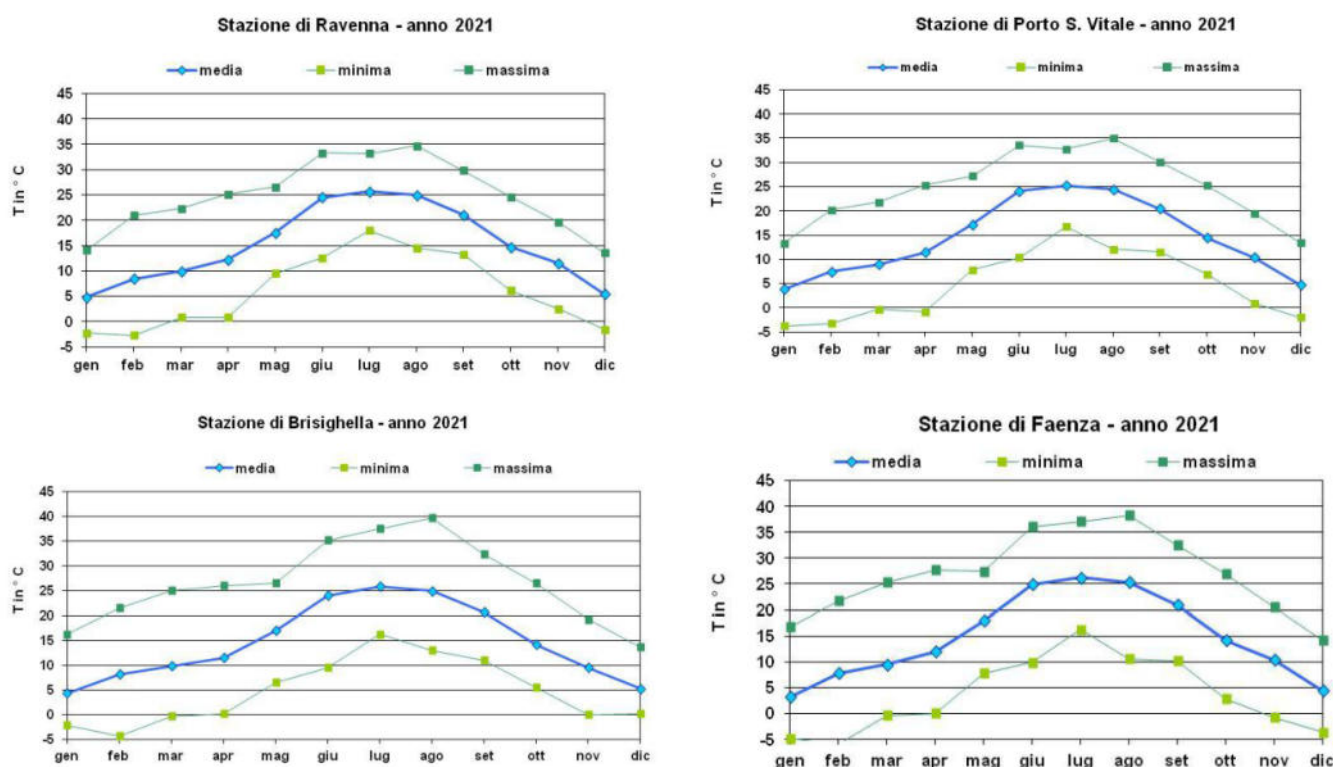 Stazione di Ravenna - anno 2021
media minima massima
T in ° C
45
40
35
30
25
20
15
10
5
0
-5
gen feb mar apr mag giu lug ago set ott nov dic
Stazione di Porto S. Vitale - anno 2021
media minima massima
T in ° C
45
40
35
30
25
20
15
10
5
0
-5
gen feb mar apr mag giu lug ago set ott nov dic
Stazione di Brisighella - anno 2021
media minima massima
T in ° C
45
40
35
30
25
20
15
10
5
0
-5
gen feb mar apr mag giu lug ago set ott nov dic
Stazione di Faenza - anno 2021
media minima massima
T in ° C
45
40
35
30
25
20
15
10
5
0
-5
gen feb mar apr mag giu lug ago set ott nov dic